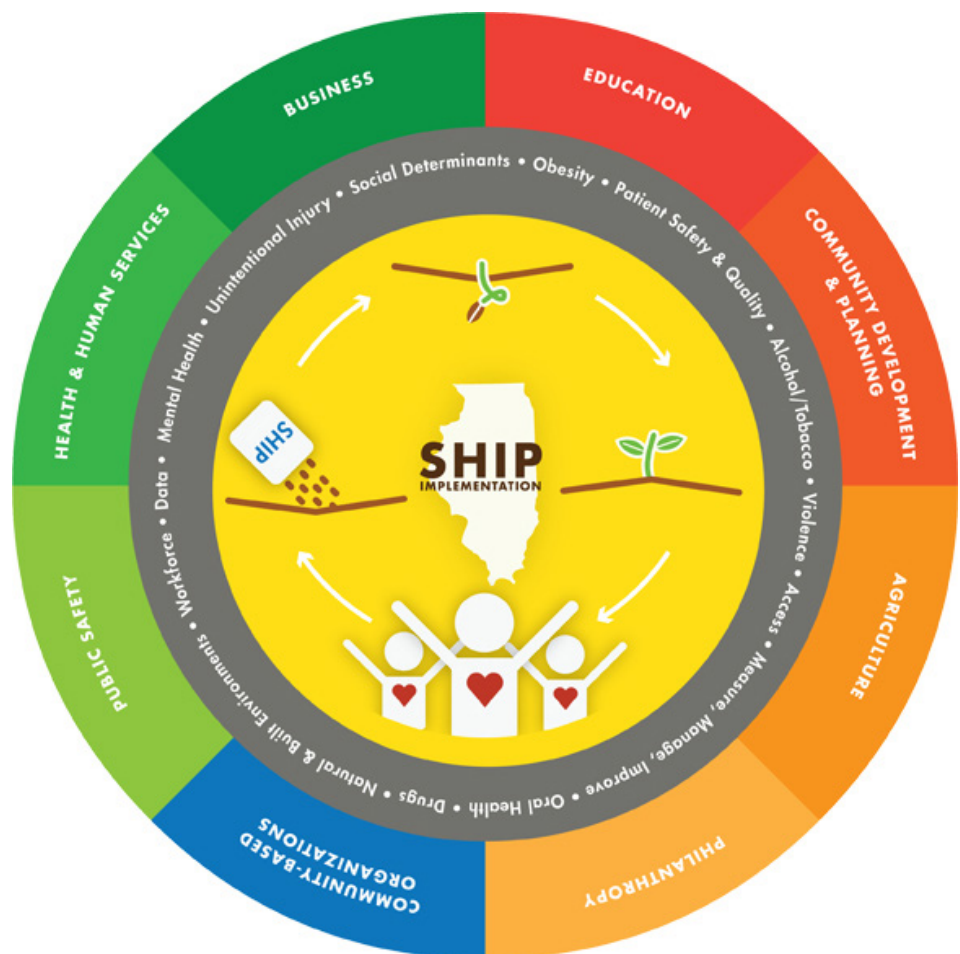 BUSINESS
EDUCATION
COMMUNITY DEVELOPMENT
& PLANNING
AGRICULTURE
PHILANTHROPY
COMMUNITY-BASED
ORGANIZATIONS
PUBLIC SAFETY
HEALTH & HUMAN SERVICES
Social Determinants • Obesity • Patient Safety & Quality • Alcohol/Tobacco • Violence • Access • Measure, Manage, Improve • Oral Health • Drugs • Natural & Built Environments • Workforce • Data • Mental Health • Unintentional Injury •
SHIP
SHIP
IMPLEMENTATION